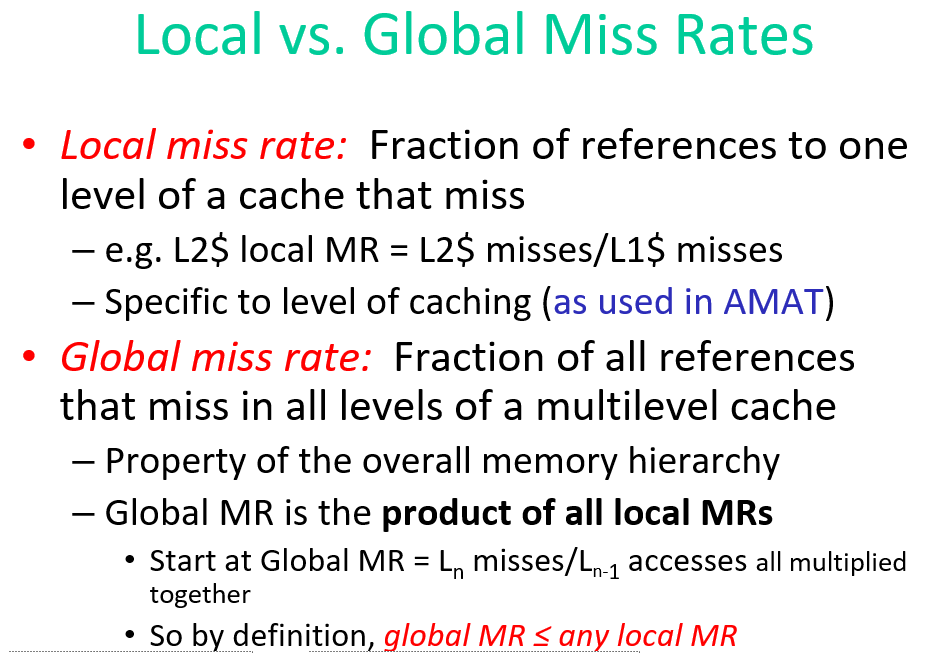 Local vs. Global Miss Rates
• Local miss rate: Fraction of references to one
level of a cache that miss
– e.g. L2$ local MR = L2$ misses/L1$ misses
– Specific to level of caching (as used in AMAT)
• Global miss rate: Fraction of all references
that miss in all levels of a multilevel cache
– Property of the overall memory hierarchy
– Global MR is the product of all local MRs
• Start at Global MR = Ln misses/Ln-1 accesses all multiplied
together
• So by definition, global MR ≤ any local MR